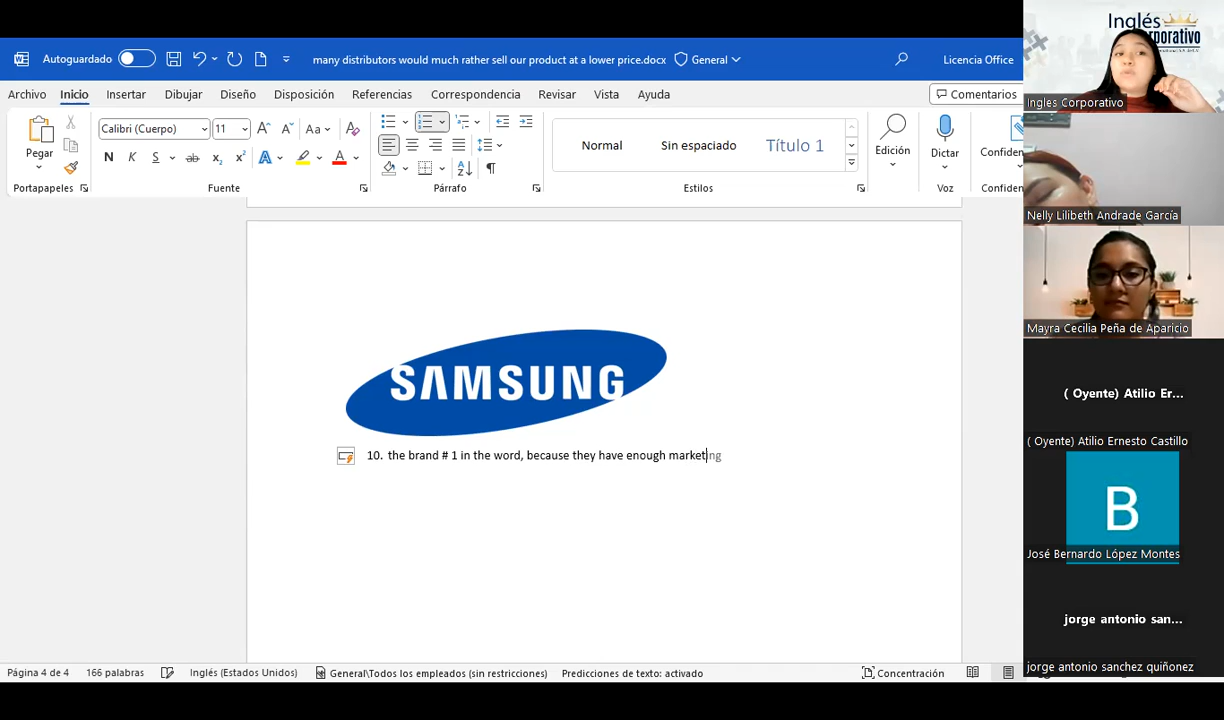 Autoguardado
many distributors would much rather sell our product at a lower price.docx
General
Licencia Office
Archivo
Inicio
Insertar
Dibujar
Diseño
Disposición
Referencias
Correspondencia
Revisar
Vista
Ayuda
Comentarios
Pegar
Calibri (Cuerpo)
11
Normal
Sin espaciado
Título 1
Edición
Dictar
Confiden
Portapapeles
Fuente
Párrafo
Estilos
Voz
Confiden
SAMSUNG
10. the brand # 1 in the word, because they have enough marketing
Página 4 de 4
166 palabras
Inglés (Estados Unidos)
General\Todos los empleados (sin restricciones)
Predicciones de texto: activado
Concentración
Inglés
Corporativo
Ingles Corporativo
Nelly Lilibeth Andrade García
Mayra Cecilia Peña de Aparicio
( Oyente) Atilio Er...
( Oyente) Atilio Ernesto Castillo
B
José Bernardo López Montes
jorge antonio san...
jorge antonio sanchez quiñonez